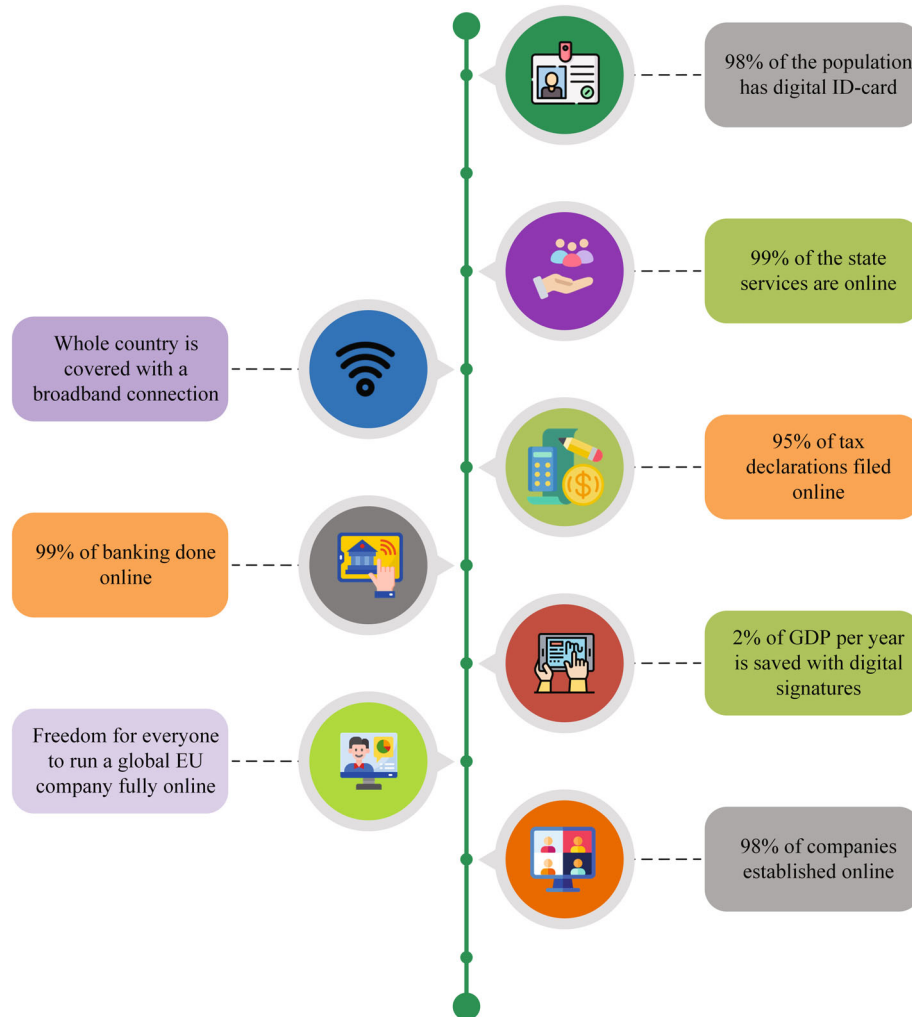 98% of the population
has digital ID-card
99% of the state
services are online
Whole country is
covered with a
broadband connection
95% of tax
declarations filed
online
99% of banking done
online
2% of GDP per year
is saved with digital
signatures
Freedom for everyone
to run a global EU
company fully online
98% of companies
established online